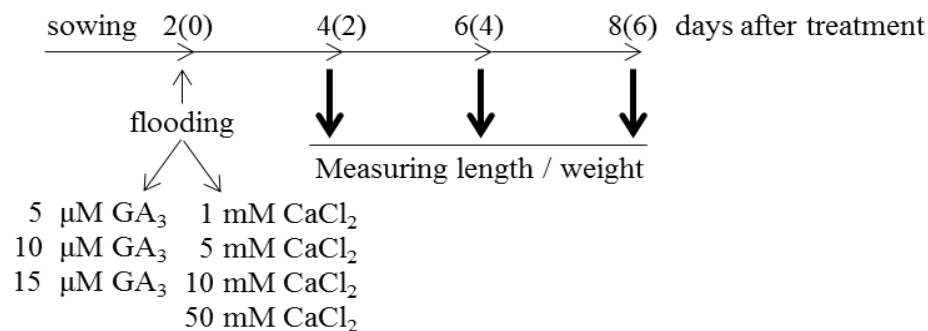 sowing 2(0) 4(2) 6(4) 8(6) days after treatment
flooding
Measuring length / weight
5 μM GA₃ 1 mM CaCl₂
10 μM GA₃ 5 mM CaCl₂
15 μM GA₃ 10 mM CaCl₂
50 mM CaCl₂